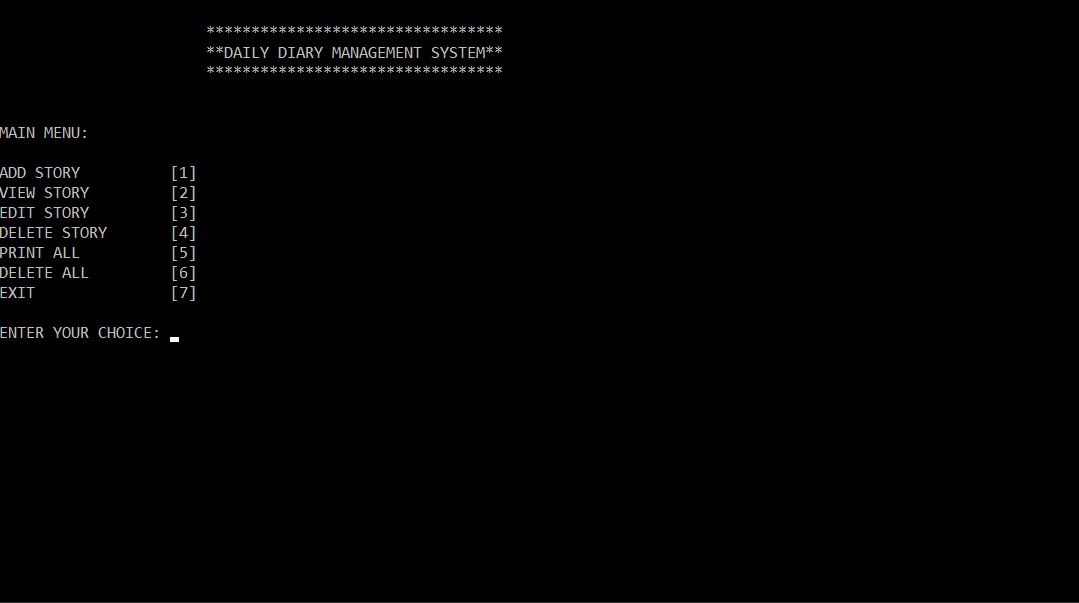 *********************************
**DAILY DIARY MANAGEMENT SYSTEM**
*********************************
MAIN MENU:
ADD STORY [1]
VIEW STORY [2]
EDIT STORY [3]
DELETE STORY [4]
PRINT ALL [5]
DELETE ALL [6]
EXIT [7]
ENTER YOUR CHOICE: